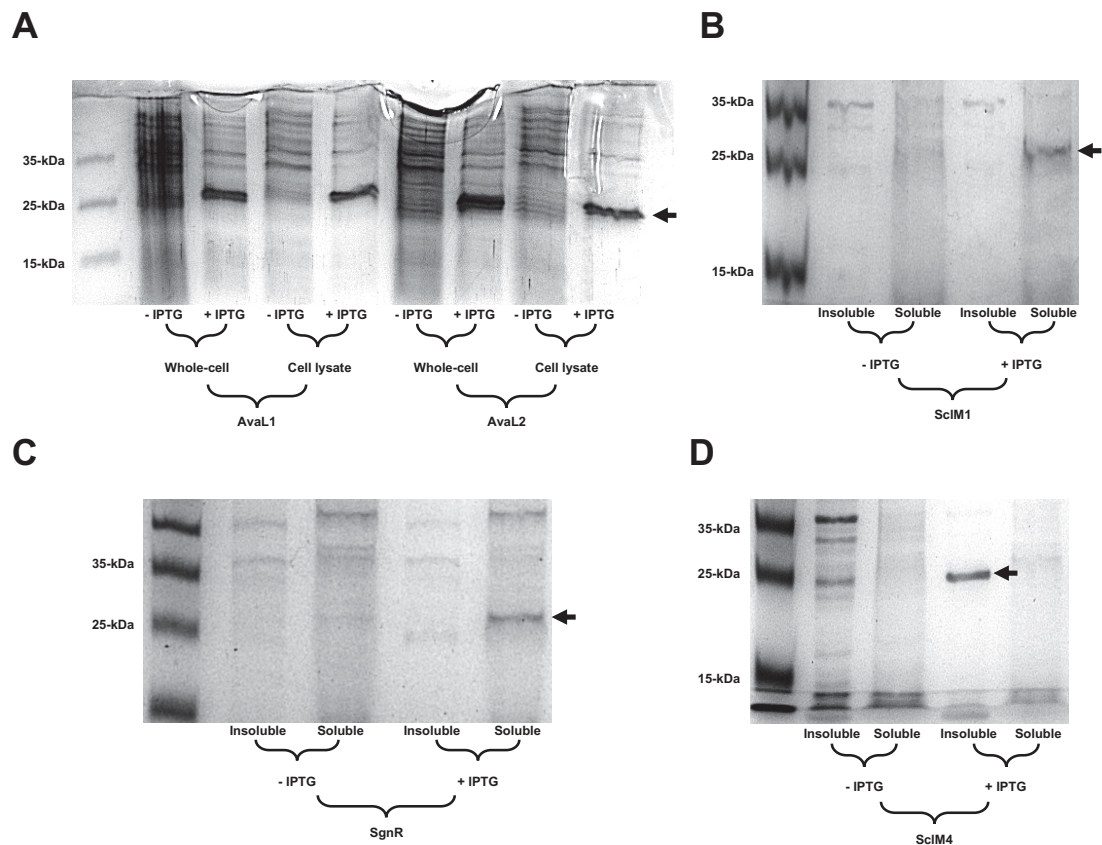 A
35-kDa
25-kDa
15-kDa
- IPTG + IPTG - IPTG + IPTG - IPTG + IPTG - IPTG + IPTG
Whole-cell Cell lysate Whole-cell Cell lysate
AvaL1 AvaL2
B
35-kDa
25-kDa
15-kDa
Insoluble Soluble Insoluble Soluble
- IPTG + IPTG
ScIM1
C
35-kDa
25-kDa
Insoluble Soluble Insoluble Soluble
- IPTG + IPTG
SgnR
D
35-kDa
25-kDa
15-kDa
Insoluble Soluble Insoluble Soluble
- IPTG + IPTG
ScIM4